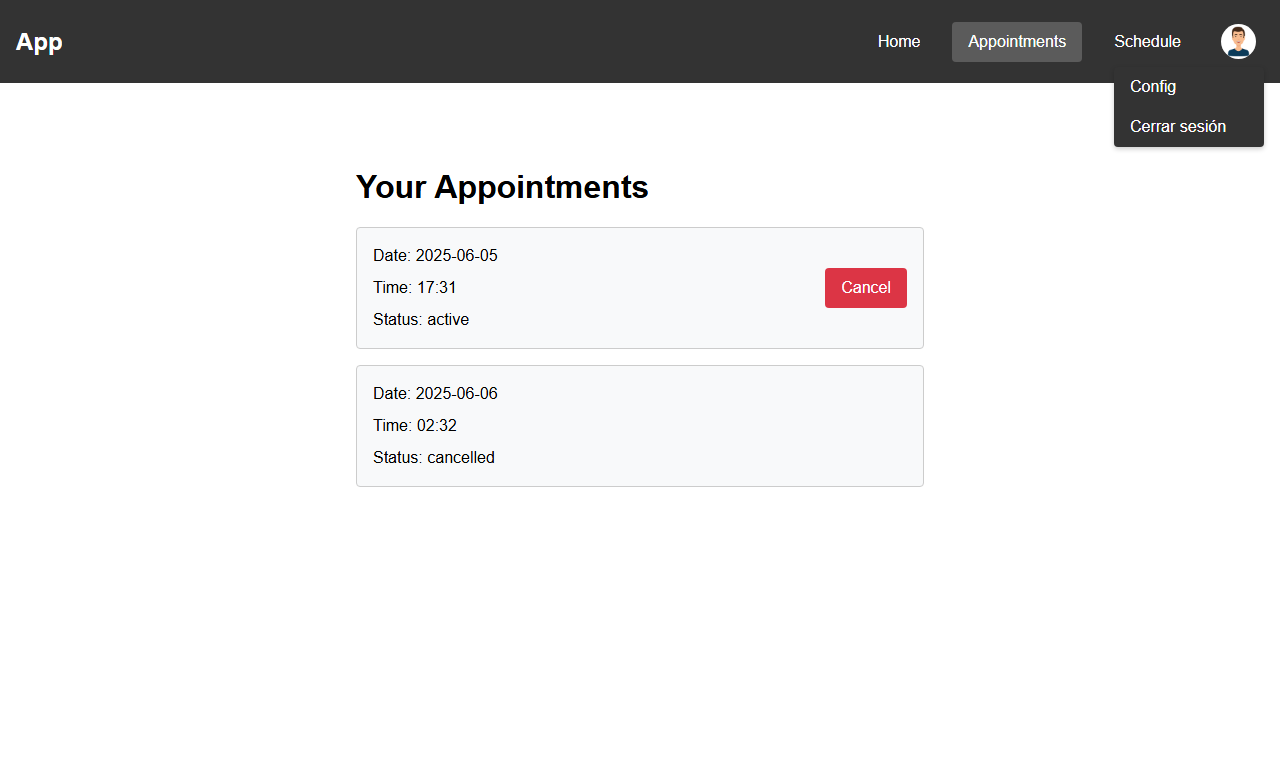 App
Home
Appointments
Schedule
Config
Cerrar sesión
Your Appointments
Date: 2025-06-05
Time: 17:31
Status: active
Cancel
Date: 2025-06-06
Time: 02:32
Status: cancelled